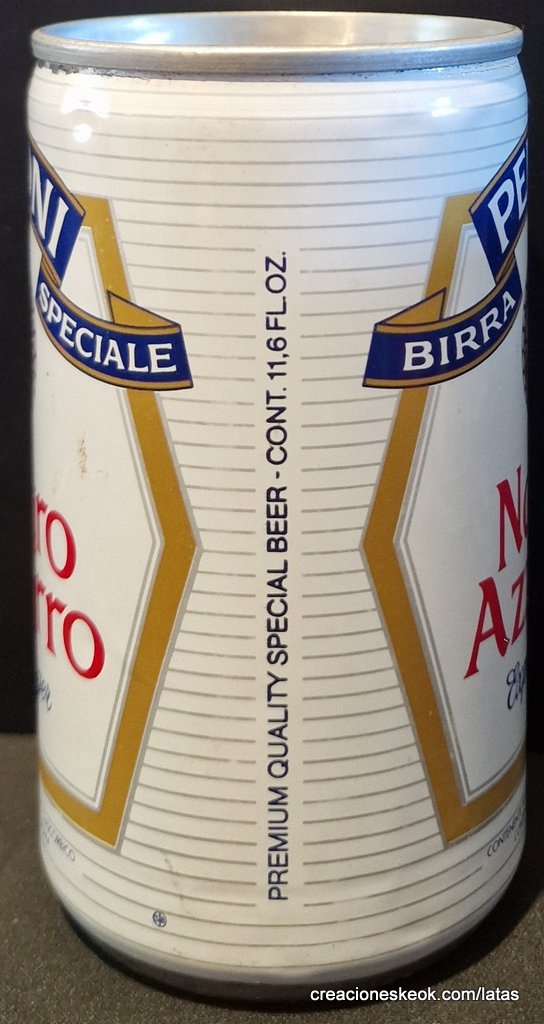 NI
SPECIALE
PE
BIRRA
PREMIUM QUALITY SPECIAL BEER - CONT. 11,6 FL.OZ.
ro
rro
N
Az
creacioneskeok.com/latas